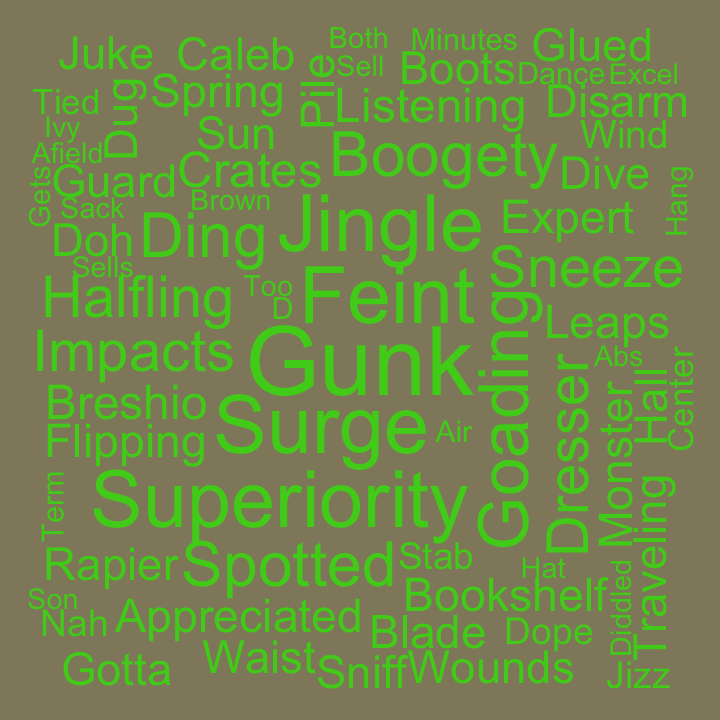 Both
Minutes
Glued
Juke
Caleb
Sell
Boots
Dance
Excel
Pile
Spring
Tied
Dug
Listening
Disarm
Ivy
Sun
Wind
Afield
Boogety
Guard
Crates
Dive
Gets
Sack
Brown
Hang
Jingle
Expert
Doh
Ding
Sells
Sneeze
Too
Halfling
D
Feint
Leaps
Impacts
Gunk
Goading
Abs
Breshio
Surge
Dresser
Hall
Center
Flipping
Air
Monster
Superiority
Term
Traveling
Rapier
Spotted
Stab
Hat
Son
Bookshelf
Diddled
Nah
Appreciated
Blade
Dope
Gotta
Waist
Sniff
Wounds
Jizz